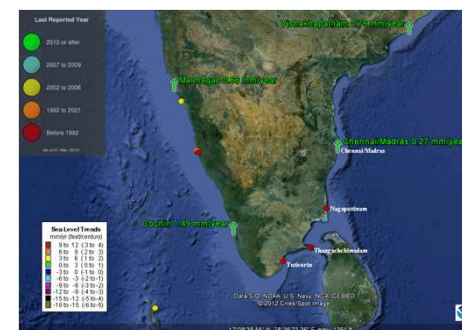 Last Reported Year
2010 or after
2007 to 2009
2002 to 2006
1992 to 2001
Before 1992
Vishakhapatnam 0.75 mm/year
Marmagao 0.86 mm/year
Chennai/Madras 0.27 mm/yea
Chennai/Madras
Nagapattinam
Cochin 1.49 mm/year
Thangachchimadam
Tuticorin
Sea Level Trends
mm/yr (feet/century)
9 to 12 (3 to 4)
6 to 9 (2 to 3)
3 to 6 (1 to 2)
0 to 3 (0 to 1)
-3 to 0 (-1 to 0)
-6 to -3 (-2 to -1)
-9 to -6 (-3 to -2)
-12 to -9 (-4 to -3)
-15 to -12 (-5 to -4)
-18 to -15 (-6 to -5)
Data SIO, NOAA, U.S. Navy, NGA, GEBCO
© 2012 Cnes/Spot Image